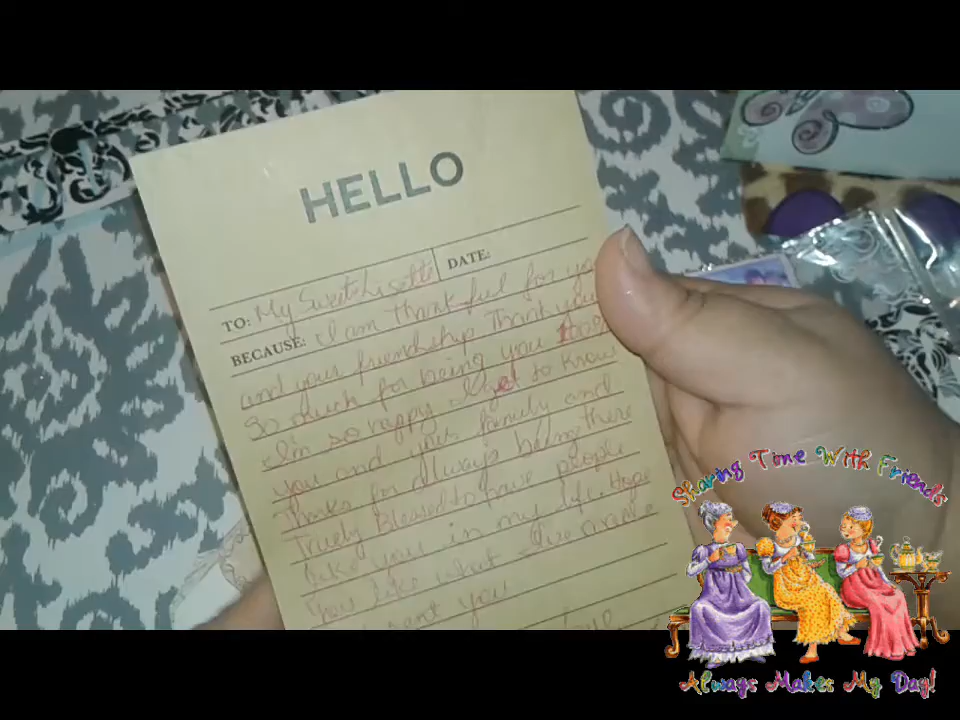 HELLO
TO: My Sweet Lisette DATE:
BECAUSE: I am thankful for
and your friendship Thank you
So much for being you
I'm so happy I get to know
you and your family and
thnks for always being there
Truely Blessed to have people
like you in my life. Hope
you like what I've made
you
Sharing Time With Friends
Always Makes My Day!